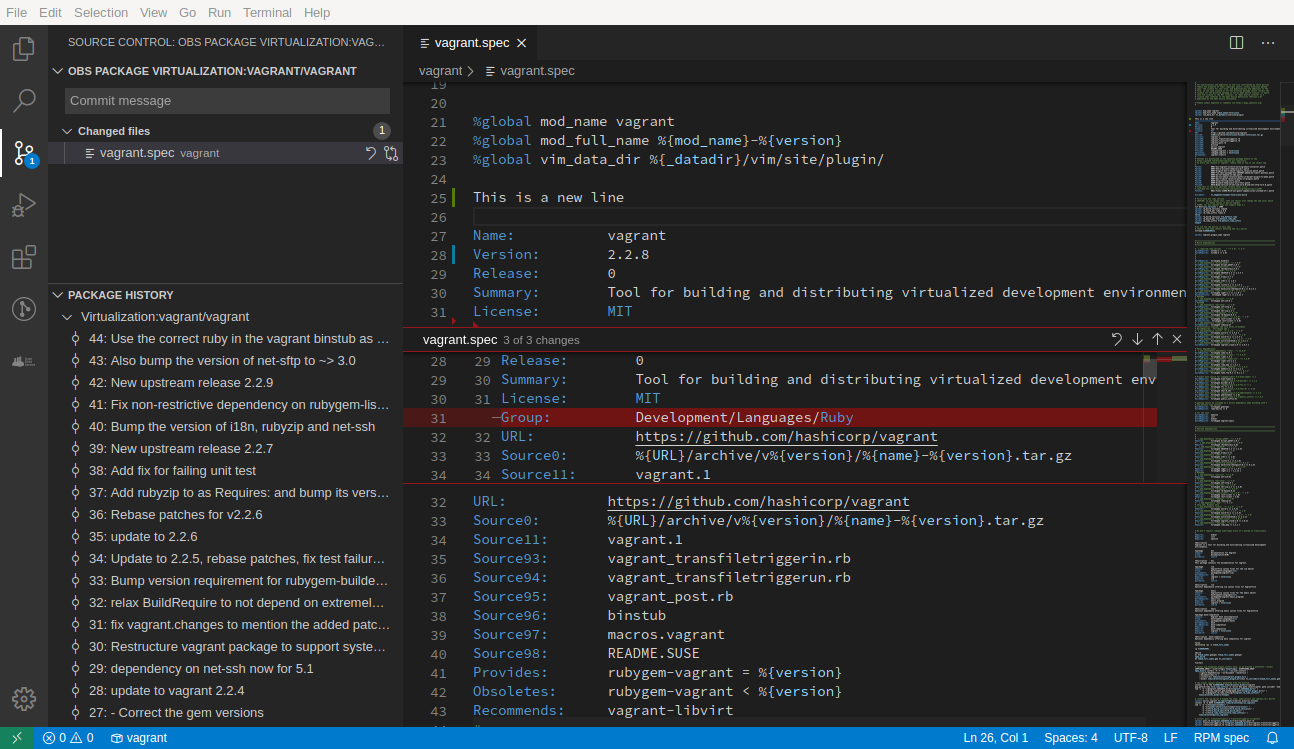 File Edit Selection View Go Run Terminal Help
SOURCE CONTROL: OBS PACKAGE VIRTUALIZATION:VAG...
OBS PACKAGE VIRTUALIZATION:VAGRANT/VAGRANT
Commit message
Changed files 1
vagrant.spec vagrant
1
PACKAGE HISTORY
Virtualization:vagrant/vagrant
44: Use the correct ruby in the vagrant binstub as ...
43: Also bump the version of net-sftp to ~> 3.0
42: New upstream release 2.2.9
41: Fix non-restrictive dependency on rubygem-lis...
40: Bump the version of i18n, rubyzip and net-ssh
39: New upstream release 2.2.7
38: Add fix for failing unit test
37: Add rubyzip to as Requires: and bump its vers...
36: Rebase patches for v2.2.6
35: update to 2.2.6
34: Update to 2.2.5, rebase patches, fix test failur...
33: Bump version requirement for rubygem-builde...
32: relax BuildRequire to not depend on extremel...
31: fix vagrant.changes to mention the added patc...
30: Restructure vagrant package to support syste...
29: dependency on net-ssh now for 5.1
28: update to vagrant 2.2.4
27: - Correct the gem versions
vagrant.spec
vagrant > vagrant.spec
19
20
21 %global mod_name vagrant
22 %global mod_full_name %{mod_name}-%{version}
23 %global vim_data_dir %{_datadir}/vim/site/plugin/
24
25 This is a new line
26
27 Name: vagrant
28 Version: 2.2.8
29 Release: 0
30 Summary: Tool for building and distributing virtualized development environmen
31 License: MIT
vagrant.spec 3 of 3 changes
28 29 Release: 0
29 30 Summary: Tool for building and distributing virtualized development env
30 31 License: MIT
31 —Group: Development/Languages/Ruby
32 32 URL: https://github.com/hashicorp/vagrant
33 33 Source0: %{URL}/archive/v%{version}/%{name}-%{version}.tar.gz
34 34 Source11: vagrant.1
32 URL: https://github.com/hashicorp/vagrant
33 Source0: %{URL}/archive/v%{version}/%{name}-%{version}.tar.gz
34 Source11: vagrant.1
35 Source93: vagrant_transfiletriggerin.rb
36 Source94: vagrant_transfiletriggerun.rb
37 Source95: vagrant_post.rb
38 Source96: binstub
39 Source97: macros.vagrant
40 Source98: README.SUSE
41 Provides: rubygem-vagrant = %{version}
42 Obsoletes: rubygem-vagrant < %{version}
43 Recommends: vagrant-libvirt
0 0 vagrant Ln 26, Col 1 Spaces: 4 UTF-8 LF RPM spec